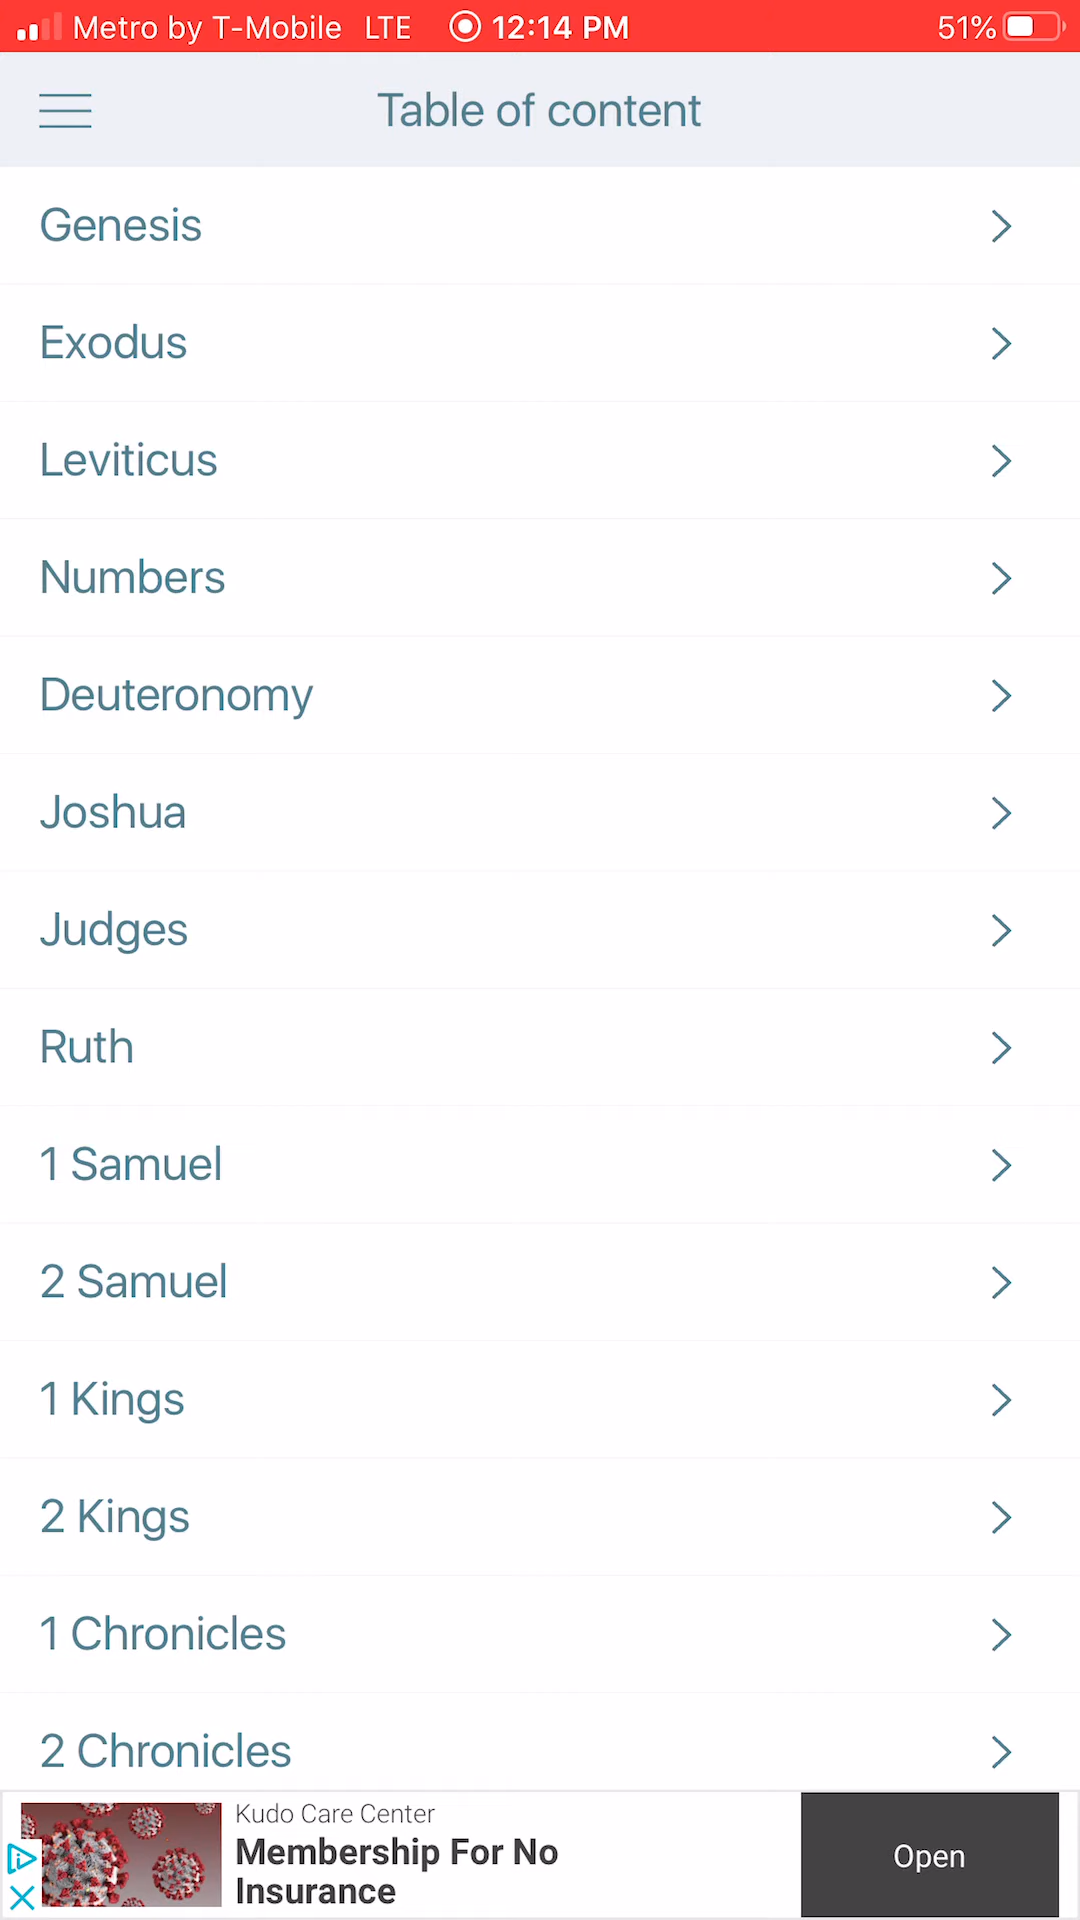 Metro by T-Mobile LTE 12:14 PM 51%
Table of content
Genesis
Exodus
Leviticus
Numbers
Deuteronomy
Joshua
Judges
Ruth
1 Samuel
2 Samuel
1 Kings
2 Kings
1 Chronicles
2 Chronicles
Kudo Care Center
Membership For No
Insurance
Open